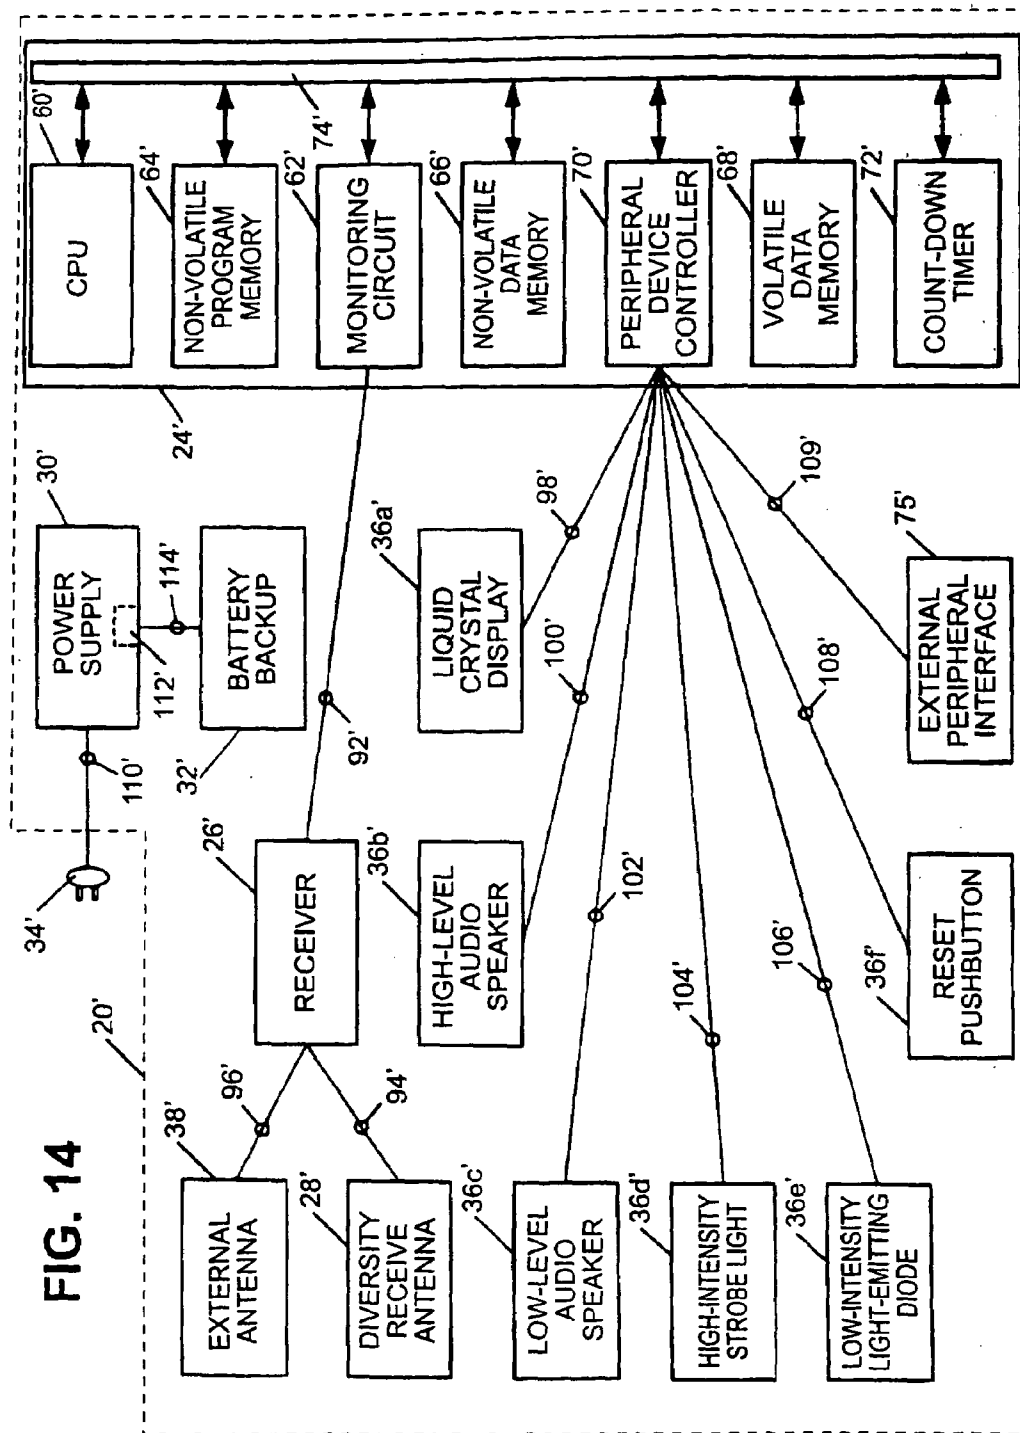 FIG. 14
20'
34'
110'
POWER
SUPPLY
30'
112'
114'
BATTERY
BACKUP
32'
24'
CPU
60'
NON-VOLATILE
PROGRAM
MEMORY
64'
MONITORING
CIRCUIT
62'
NON-VOLATILE
DATA
MEMORY
66'
PERIPHERAL
DEVICE
CONTROLLER
70'
VOLATILE
DATA
MEMORY
68'
COUNT-DOWN
TIMER
72'
74'
EXTERNAL
ANTENNA
38'
96'
DIVERSITY
RECEIVE
ANTENNA
28'
94'
RECEIVER
26'
92'
LIQUID
CRYSTAL
DISPLAY
36a'
98'
HIGH-LEVEL
AUDIO
SPEAKER
36b'
100'
LOW-LEVEL
AUDIO
SPEAKER
36c'
102'
HIGH-INTENSITY
STROBE LIGHT
36d'
104'
LOW-INTENSITY
LIGHT-EMITTING
DIODE
36e'
106'
RESET
PUSHBUTTON
36f'
108'
EXTERNAL
PERIPHERAL
INTERFACE
75'
109'